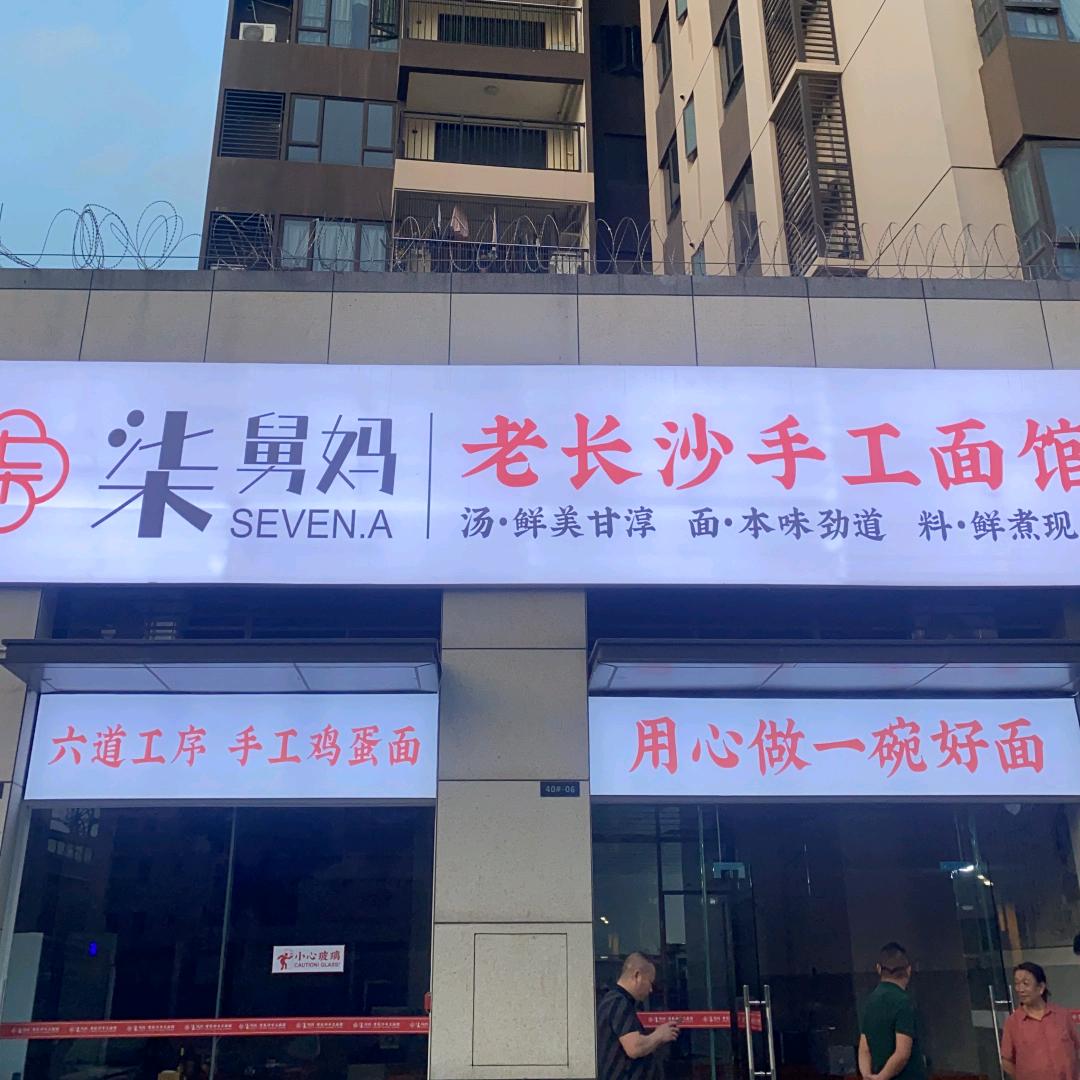 柒
柒舅妈
SEVEN.A
老长沙手工面馆
汤·鲜美甘淳 面·本味劲道 料·鲜煮现
六道工序 手工鸡蛋面
用心做一碗好面
40#-06
小心玻璃
CAUTION! GLASS!